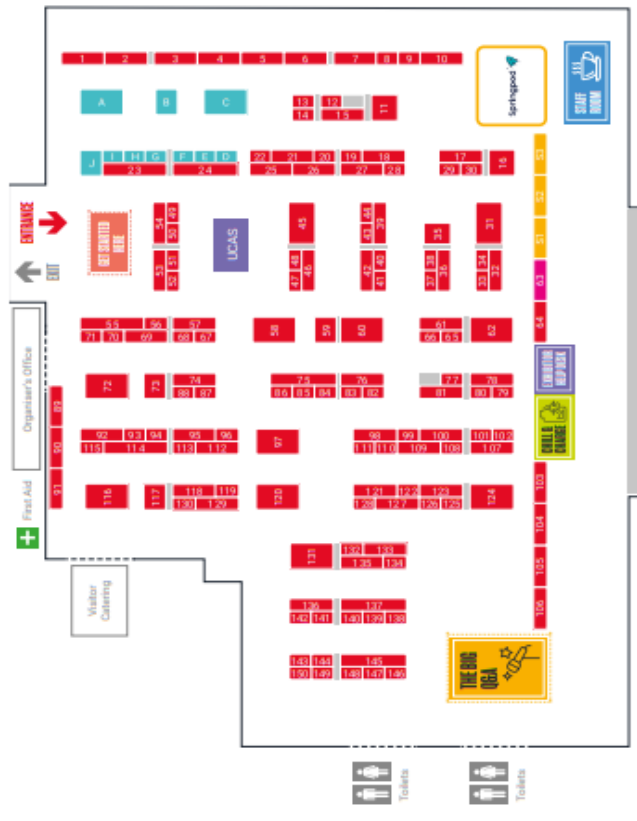 1 2 3 4 5 6 7 8 9 10
Springpod
STAFF
ROOM
A B C
13 12 11
14 15
J I H G F E D 22 21 20 19 18 17 16
23 24 25 26 27 28 29 30
S3
S2
S1
63
64
ENTRANCE
EXIT
GET STARTED
HERE
54 49
50
53 51
52
UCAS
45
47 48
46
43 44
39
42 40
41
35
37 38
36
31
33 34
32
55 56 57 58 59 60 61 62
71 70 69 68 67 66 65
Organiser's Office
EXHIBITOR
HELP DESK
72 73 74 75 76 77 78
88 87 86 85 84 83 82 81 80 79
CHILL &
CHARGE
89
90
91
92 93 94 95 96 97 98 99 100 101 102
115 114 113 112 111 110 109 108 107
First Aid
116 117 118 119 120 121 122 123 124
130 129 128 127 126 125
103
104
105
106
131 132 133
135 134
Visitor
Catering
136 137
142 141 140 139 138
143 144 145
150 149 148 147 146
THE BIG
Q&A
Toilets
Toilets